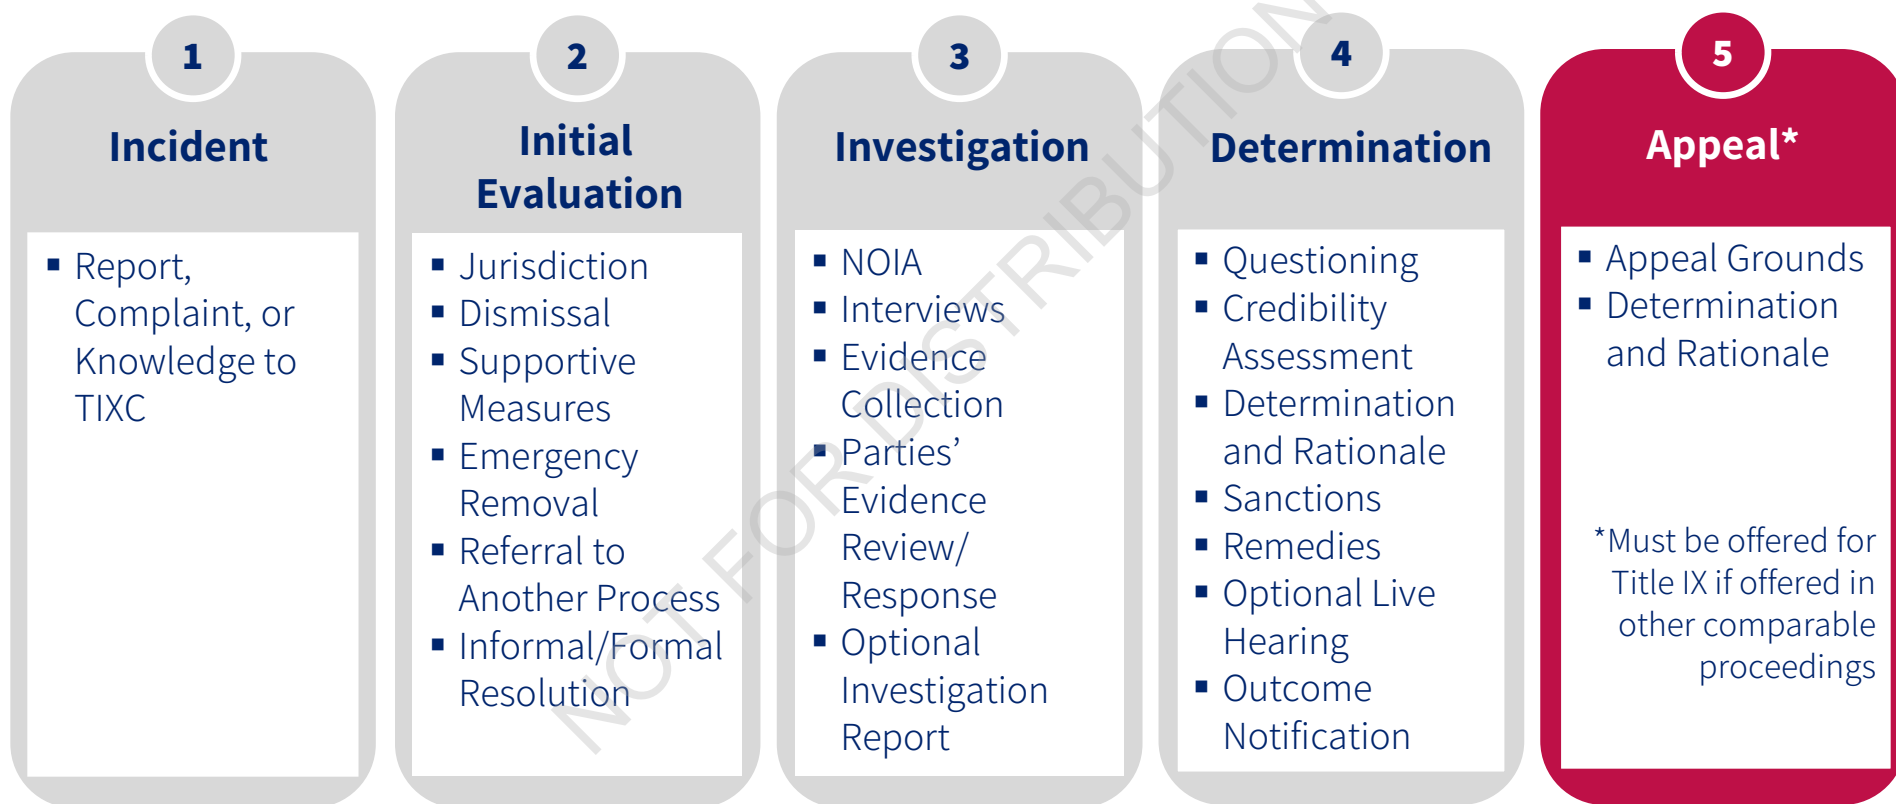 1
Incident
▪ Report,
Complaint, or
Knowledge to
TIXC
2
Initial
Evaluation
▪ Jurisdiction
▪ Dismissal
▪ Supportive
Measures
▪ Emergency
Removal
▪ Referral to
Another Process
▪ Informal/Formal
Resolution
3
Investigation
▪ NOIA
▪ Interviews
▪ Evidence
Collection
▪ Parties’
Evidence
Review/
Response
▪ Optional
Investigation
Report
4
Determination
▪ Questioning
▪ Credibility
Assessment
▪ Determination
and Rationale
▪ Sanctions
▪ Remedies
▪ Optional Live
Hearing
▪ Outcome
Notification
5
Appeal*
▪ Appeal Grounds
▪ Determination
and Rationale
*Must be offered for
Title IX if offered in
other comparable
proceedings
NOT FOR DISTRIBUTION